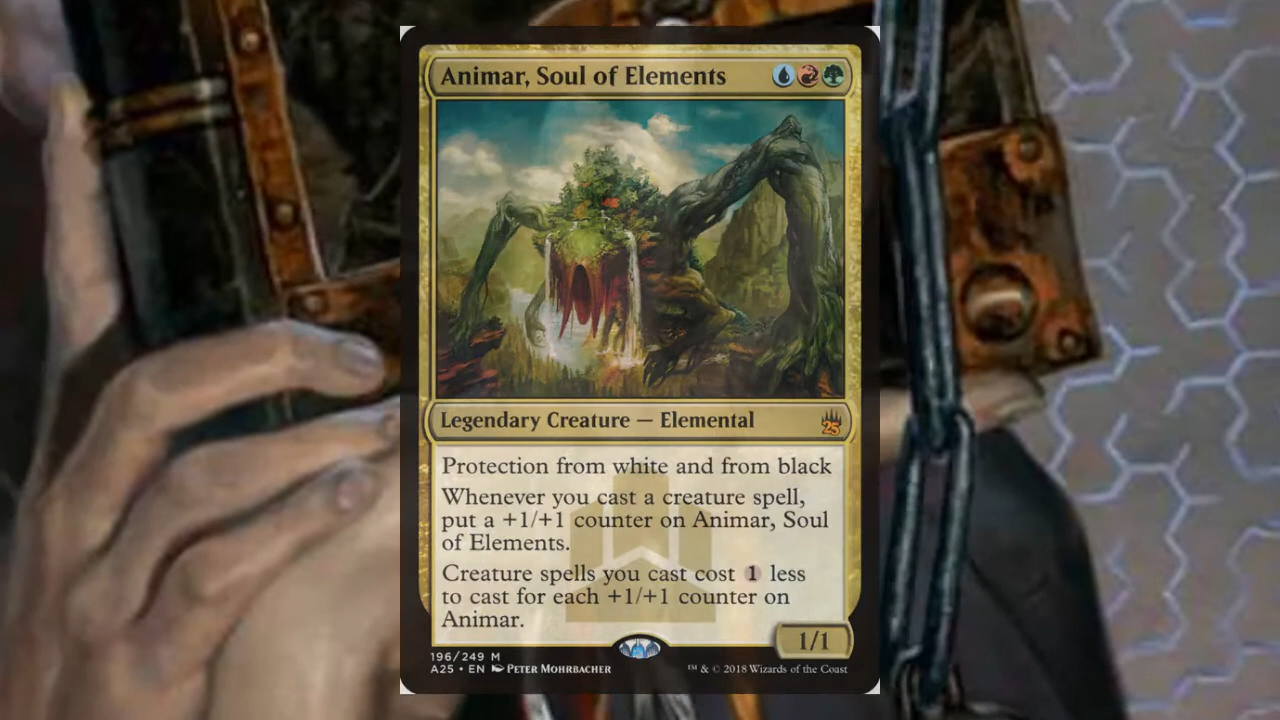 Animar, Soul of Elements
25
Legendary Creature — Elemental
Protection from white and from black
Whenever you cast a creature spell,
put a +1/+1 counter on Animar, Soul
of Elements.
Creature spells you cast cost 1 less
to cast for each +1/+1 counter on
Animar.
1/1
196/249 M
A25 • EN PETER MOHRBACHER
™ & © 2018 Wizards of the Coast